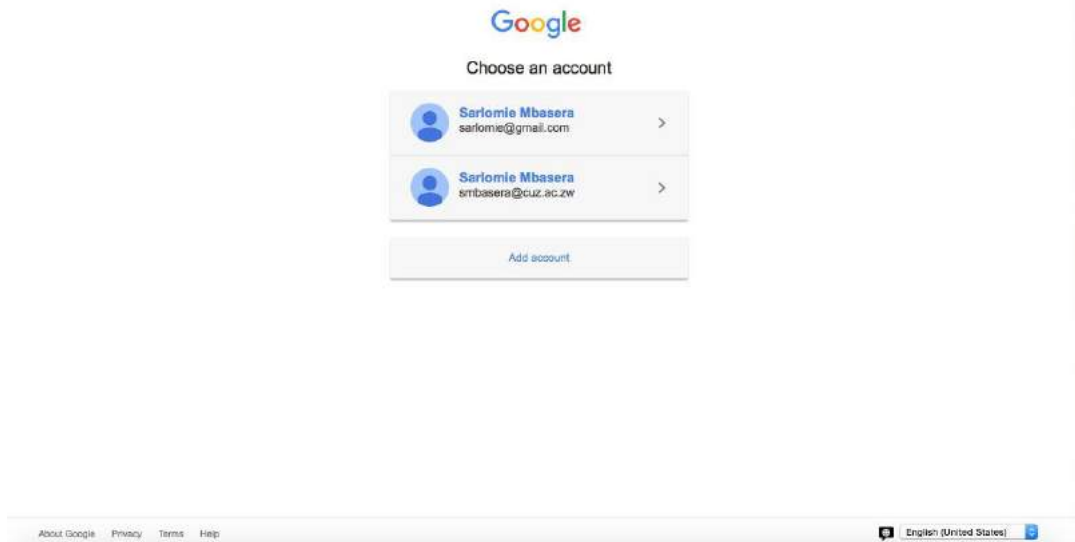 Google
Choose an account
Sarlomie Mbasera
sarlomie@gmail.com
Sarlomie Mbasera
smbasera@cuz.ac.zw
Add account
About Google Privacy Terms Help English (United States)